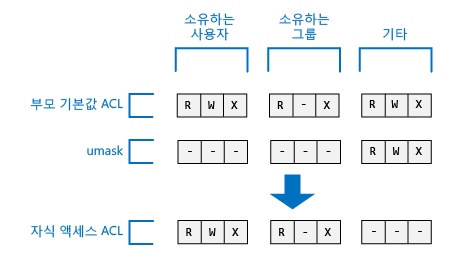 소유하는
사용자
소유하는
그룹
기타
부모 기본값 ACL
R W X
R - X
R W X
umask
- - -
- - -
R W X
자식 액세스 ACL
R W X
R - X
- - -